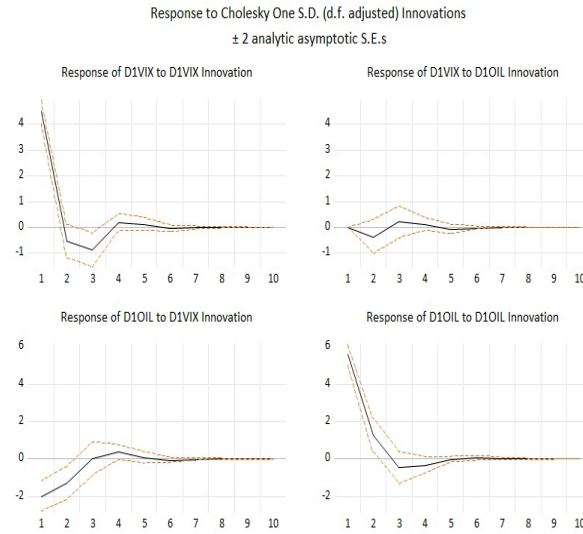 Response to Cholesky One S.D. (d.f. adjusted) Innovations
± 2 analytic asymptotic S.E.s
Response of D1VIX to D1VIX Innovation
4
3
2
1
0
-1
1 2 3 4 5 6 7 8 9 10
Response of D1VIX to D1OIL Innovation
4
3
2
1
0
-1
1 2 3 4 5 6 7 8 9 10
Response of D1OIL to D1VIX Innovation
6
4
2
0
-2
1 2 3 4 5 6 7 8 9 10
Response of D1OIL to D1OIL Innovation
6
4
2
0
-2
1 2 3 4 5 6 7 8 9 10